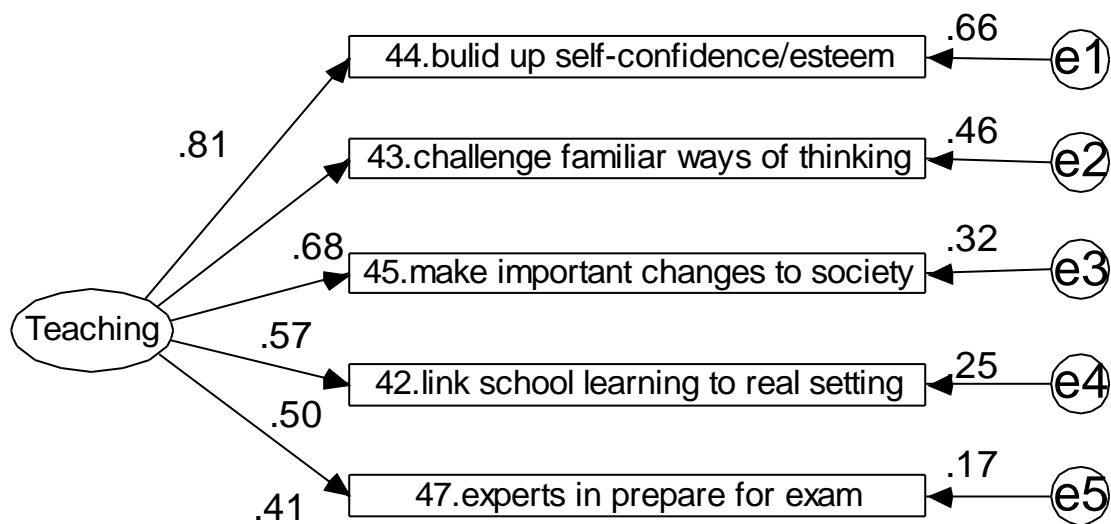 .66
44.bulid up self-confidence/esteem
e1
.81
.46
43.challenge familiar ways of thinking
e2
.68
.32
45.make important changes to society
e3
Teaching
.57
.25
42.link school learning to real setting
e4
.50
.17
47.experts in prepare for exam
e5
.41